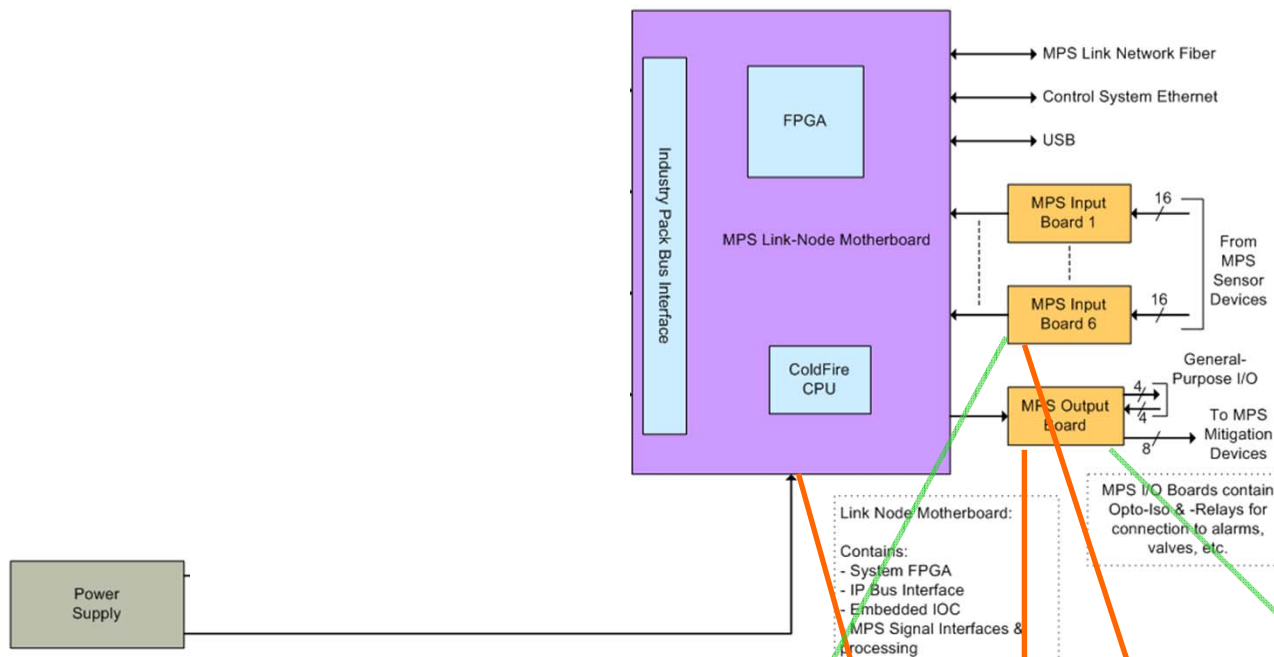 MPS Link Network Fiber
Control System Ethernet
USB
FPGA
Industry Pack Bus Interface
MPS Link-Node Motherboard
ColdFire
CPU
MPS Input
Board 1
16
From
MPS
Sensor
Devices
MPS Input
Board 6
16
General-
Purpose I/O
MPS Output
Board
4
4
8
To MPS
Mitigation
Devices
MPS I/O Boards contain
Opto-Iso & -Relays for
connection to alarms,
valves, etc.
Link Node Motherboard:
Contains:
- System FPGA
- IP Bus Interface
- Embedded IOC
MPS Signal Interfaces &
processing
Power
Supply